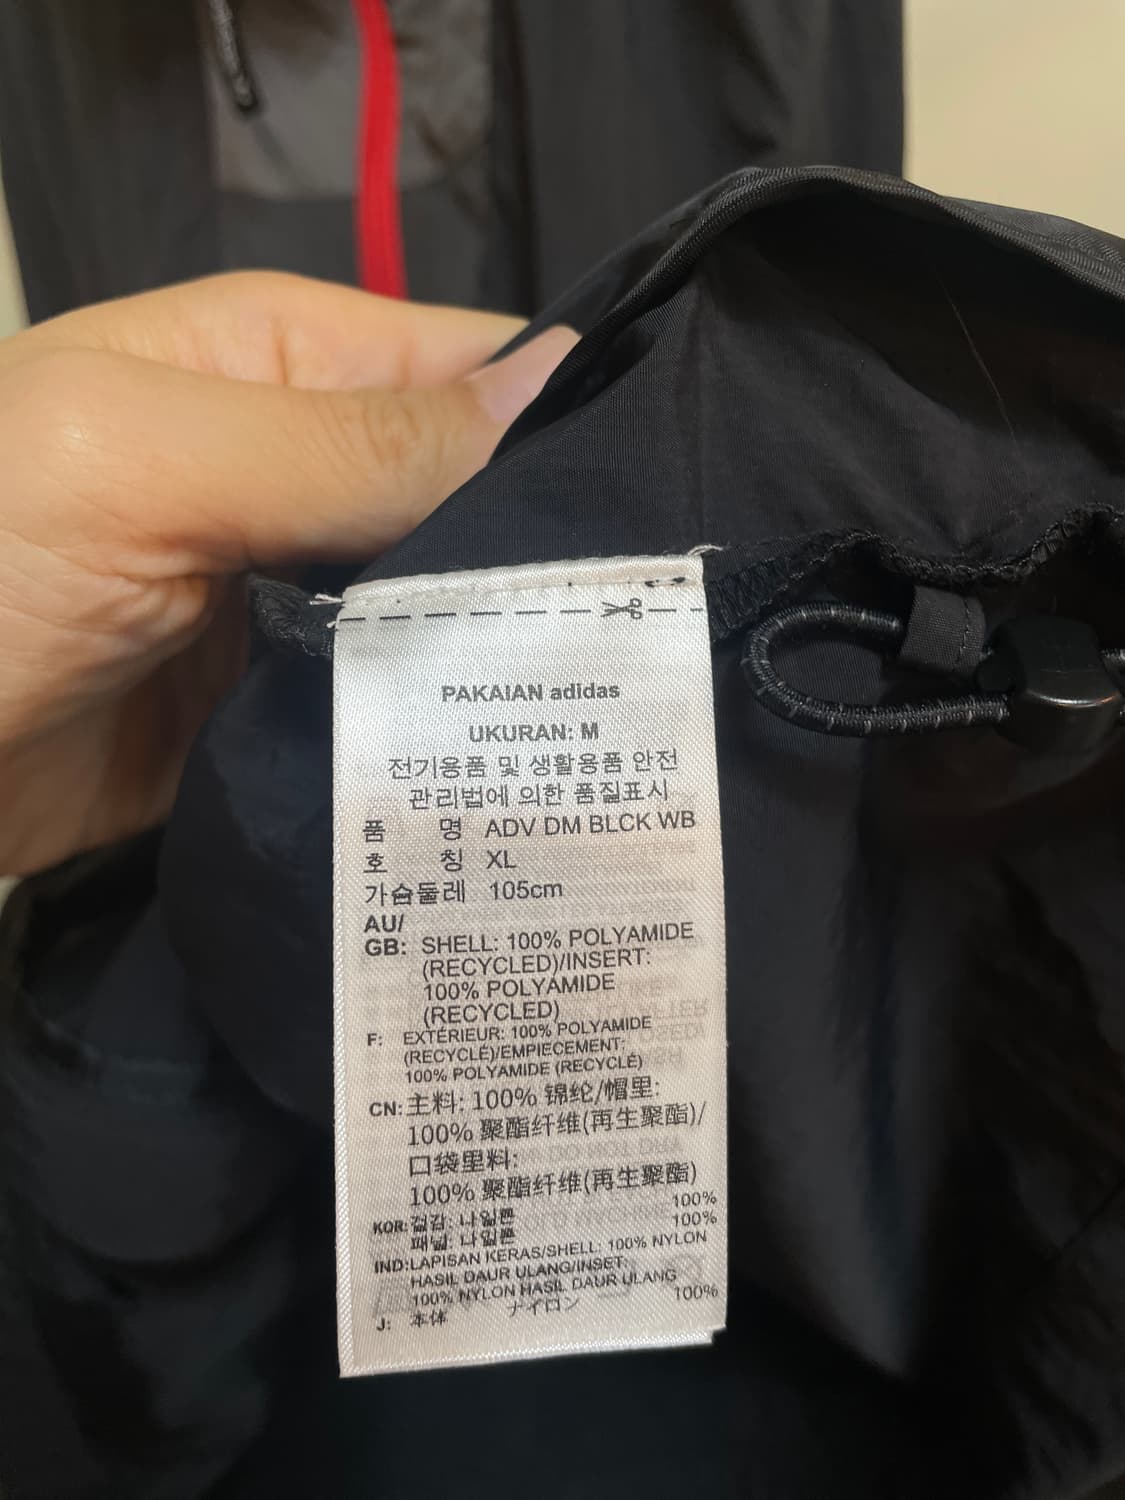 PAKAIAN adidas
UKURAN: M
전기용품 및 생활용품 안전
관리법에 의한 품질표시
품 명 ADV DM BLCK WB
호 칭 XL
가슴둘레 105cm
AU/
GB: SHELL: 100% POLYAMIDE
(RECYCLED)/INSERT:
100% POLYAMIDE
(RECYCLED)
F: EXTÉRIEUR: 100% POLYAMIDE
(RECYCLÉ)/EMPIECEMENT:
100% POLYAMIDE (RECYCLÉ)
CN: 主料: 100% 锦纶/帽里:
100% 聚酯纤维(再生聚酯)/
口袋里料:
100% 聚酯纤维(再生聚酯)
KOR: 겉감: 나일론 100%
패널: 나일론 100%
IND: LAPISAN KERAS/SHELL: 100% NYLON
HASIL DAUR ULANG/INSET:
100% NYLON HASIL DAUR ULANG
J: 本体 ナイロン 100%